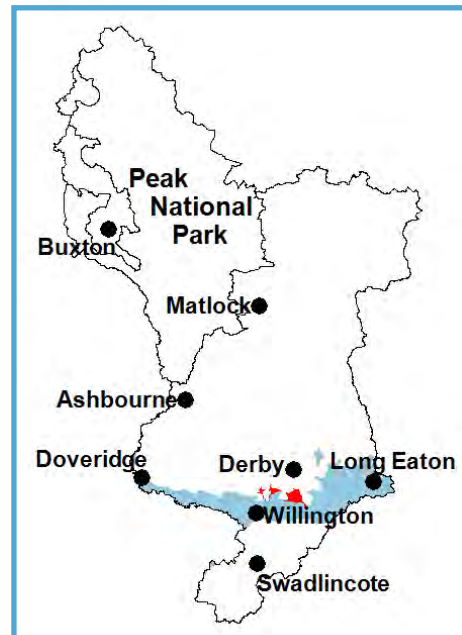 Peak
National
Park
Buxton
Matlock
Ashbourne
Doveridge
Derby
Long Eaton
Willington
Swadlincote